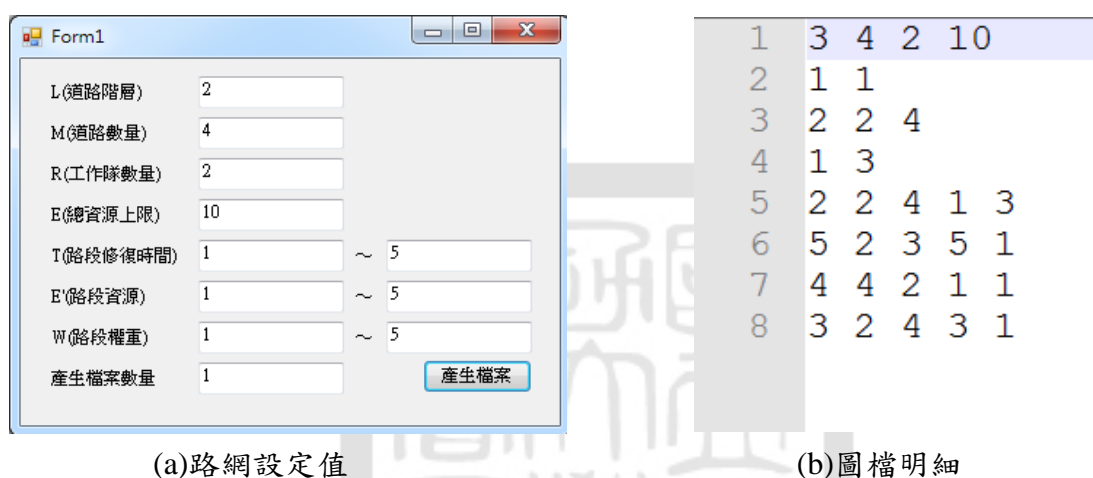 Form1
L(道路階層) 2
M(道路數量) 4
R(工作隊數量) 2
E(總資源上限) 10
T(路段修復時間) 1 ～ 5
E'(路段資源) 1 ～ 5
W(路段權重) 1 ～ 5
產生檔案數量 1 產生檔案
(a)路網設定值
1 3 4 2 10
2 1 1
3 2 2 4
4 1 3
5 2 2 4 1 3
6 5 2 3 5 1
7 4 4 2 1 1
8 3 2 4 3 1
(b)圖檔明細